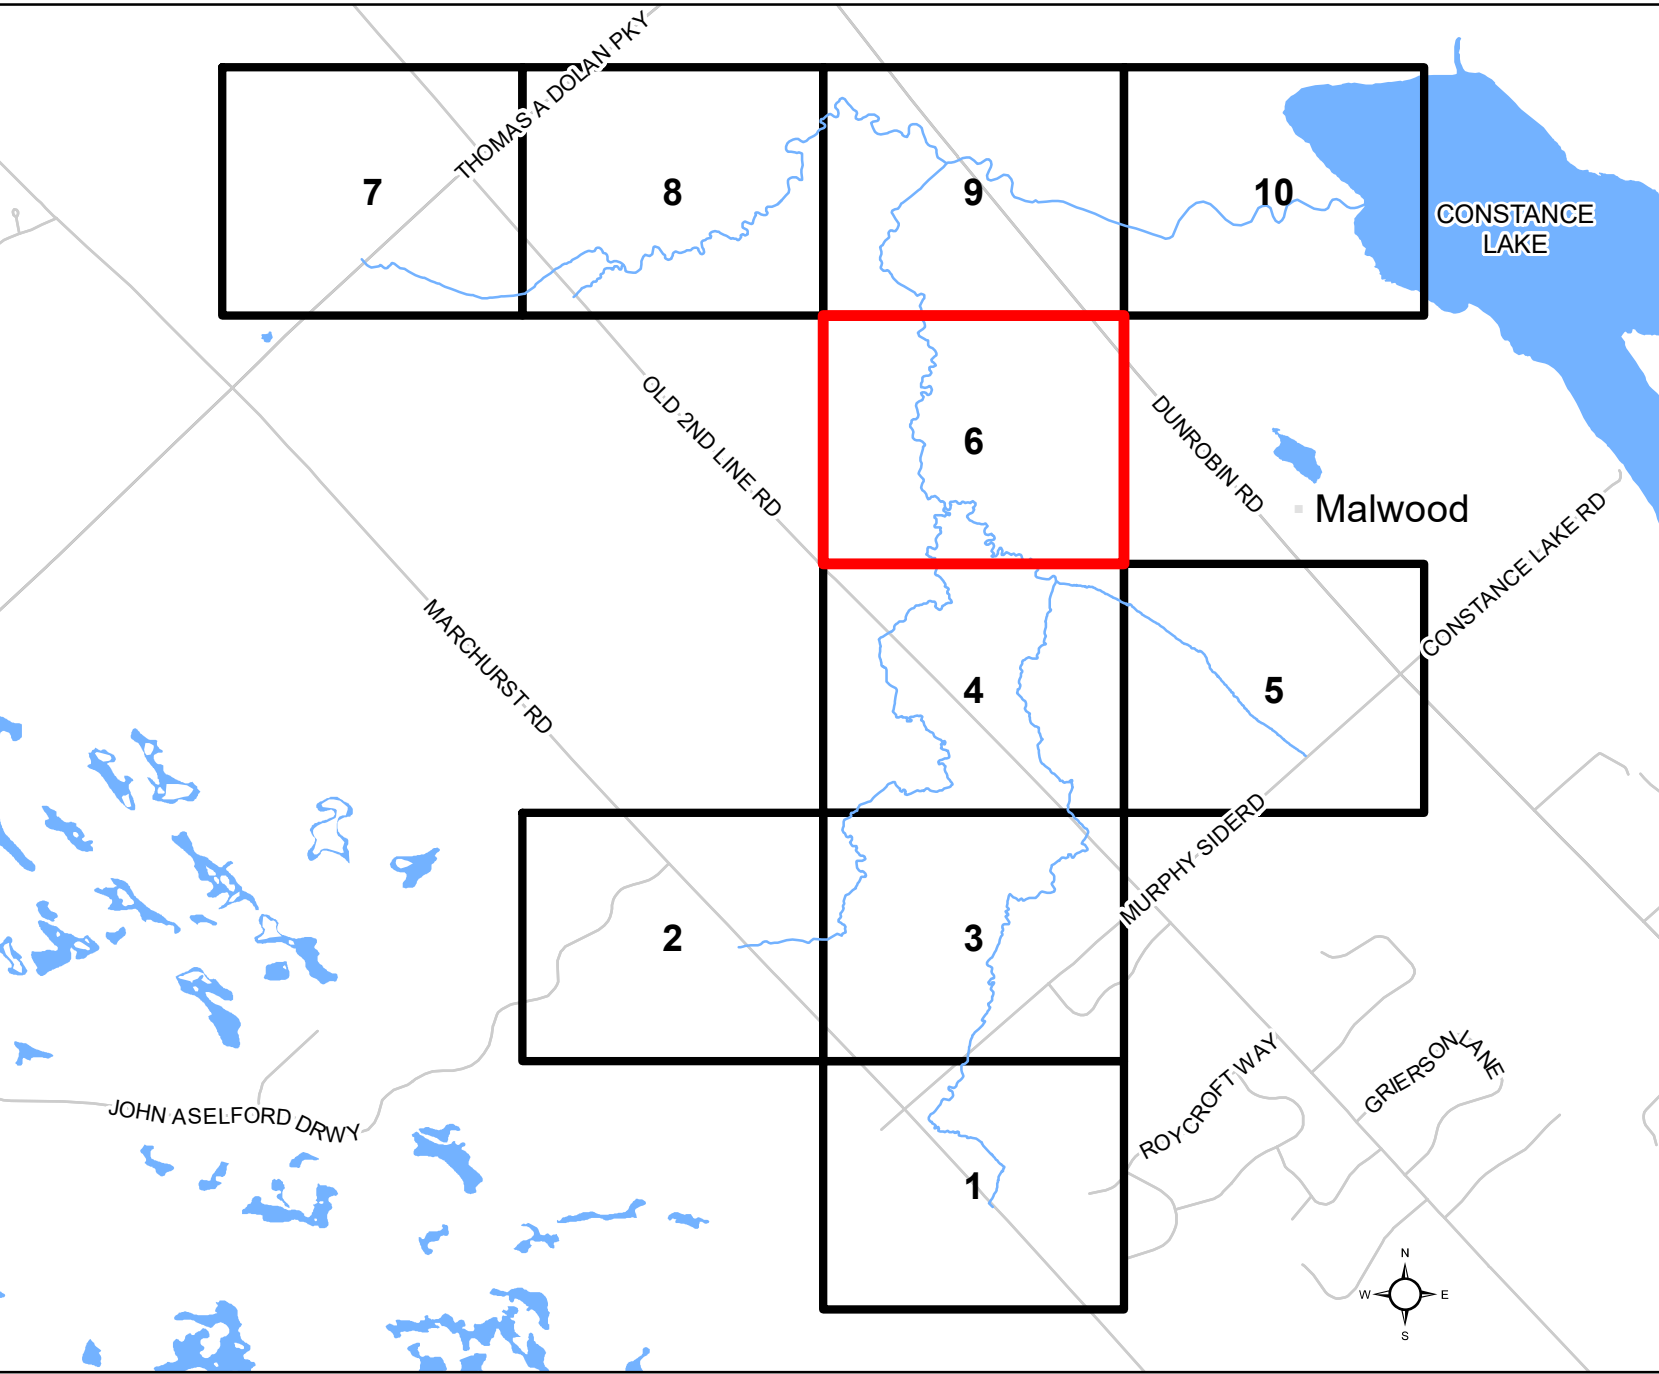 THOMAS A DOLAN PKY
7
8
9
10
CONSTANCE
LAKE
OLD 2ND LINE RD
6
DUNROBIN RD
Malwood
CONSTANCE LAKE RD
MARCHURST RD
4
5
MURPHY SIDERD
2
3
ROYCROFT WAY
GRIERSON LANE
JOHN ASELFORD DRWY
1
N
W
E
S